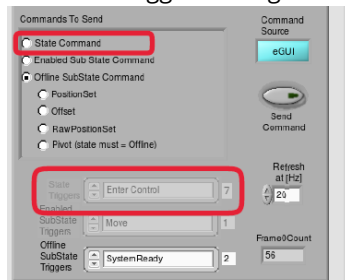 Commands To Send
State Command
Enabled Sub State Command
Offline SubState Command
PositionSet
Offset
RawPositionSet
Pivot (state must = Offline)
State
Triggers
Enter Control
7
Enabled
SubState
Triggers
Move
1
Offline
SubState
Triggers
SystemReady
2
Command
Source
eGUI
Send
Command
Refresh
at [Hz]
20
Frame0Count
56